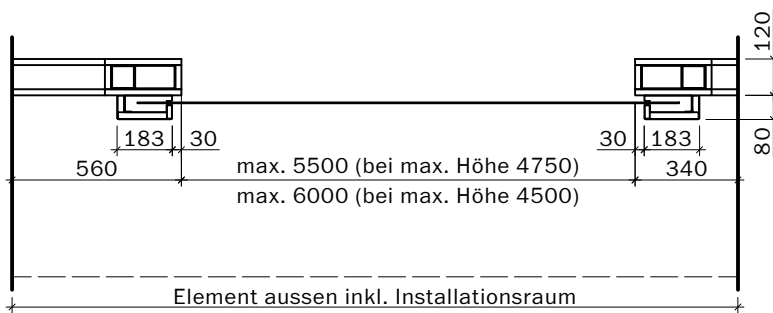 120
183 30
30 183
80
560 max. 5500 (bei max. Höhe 4750) 340
max. 6000 (bei max. Höhe 4500)
Element aussen inkl. Installationsraum